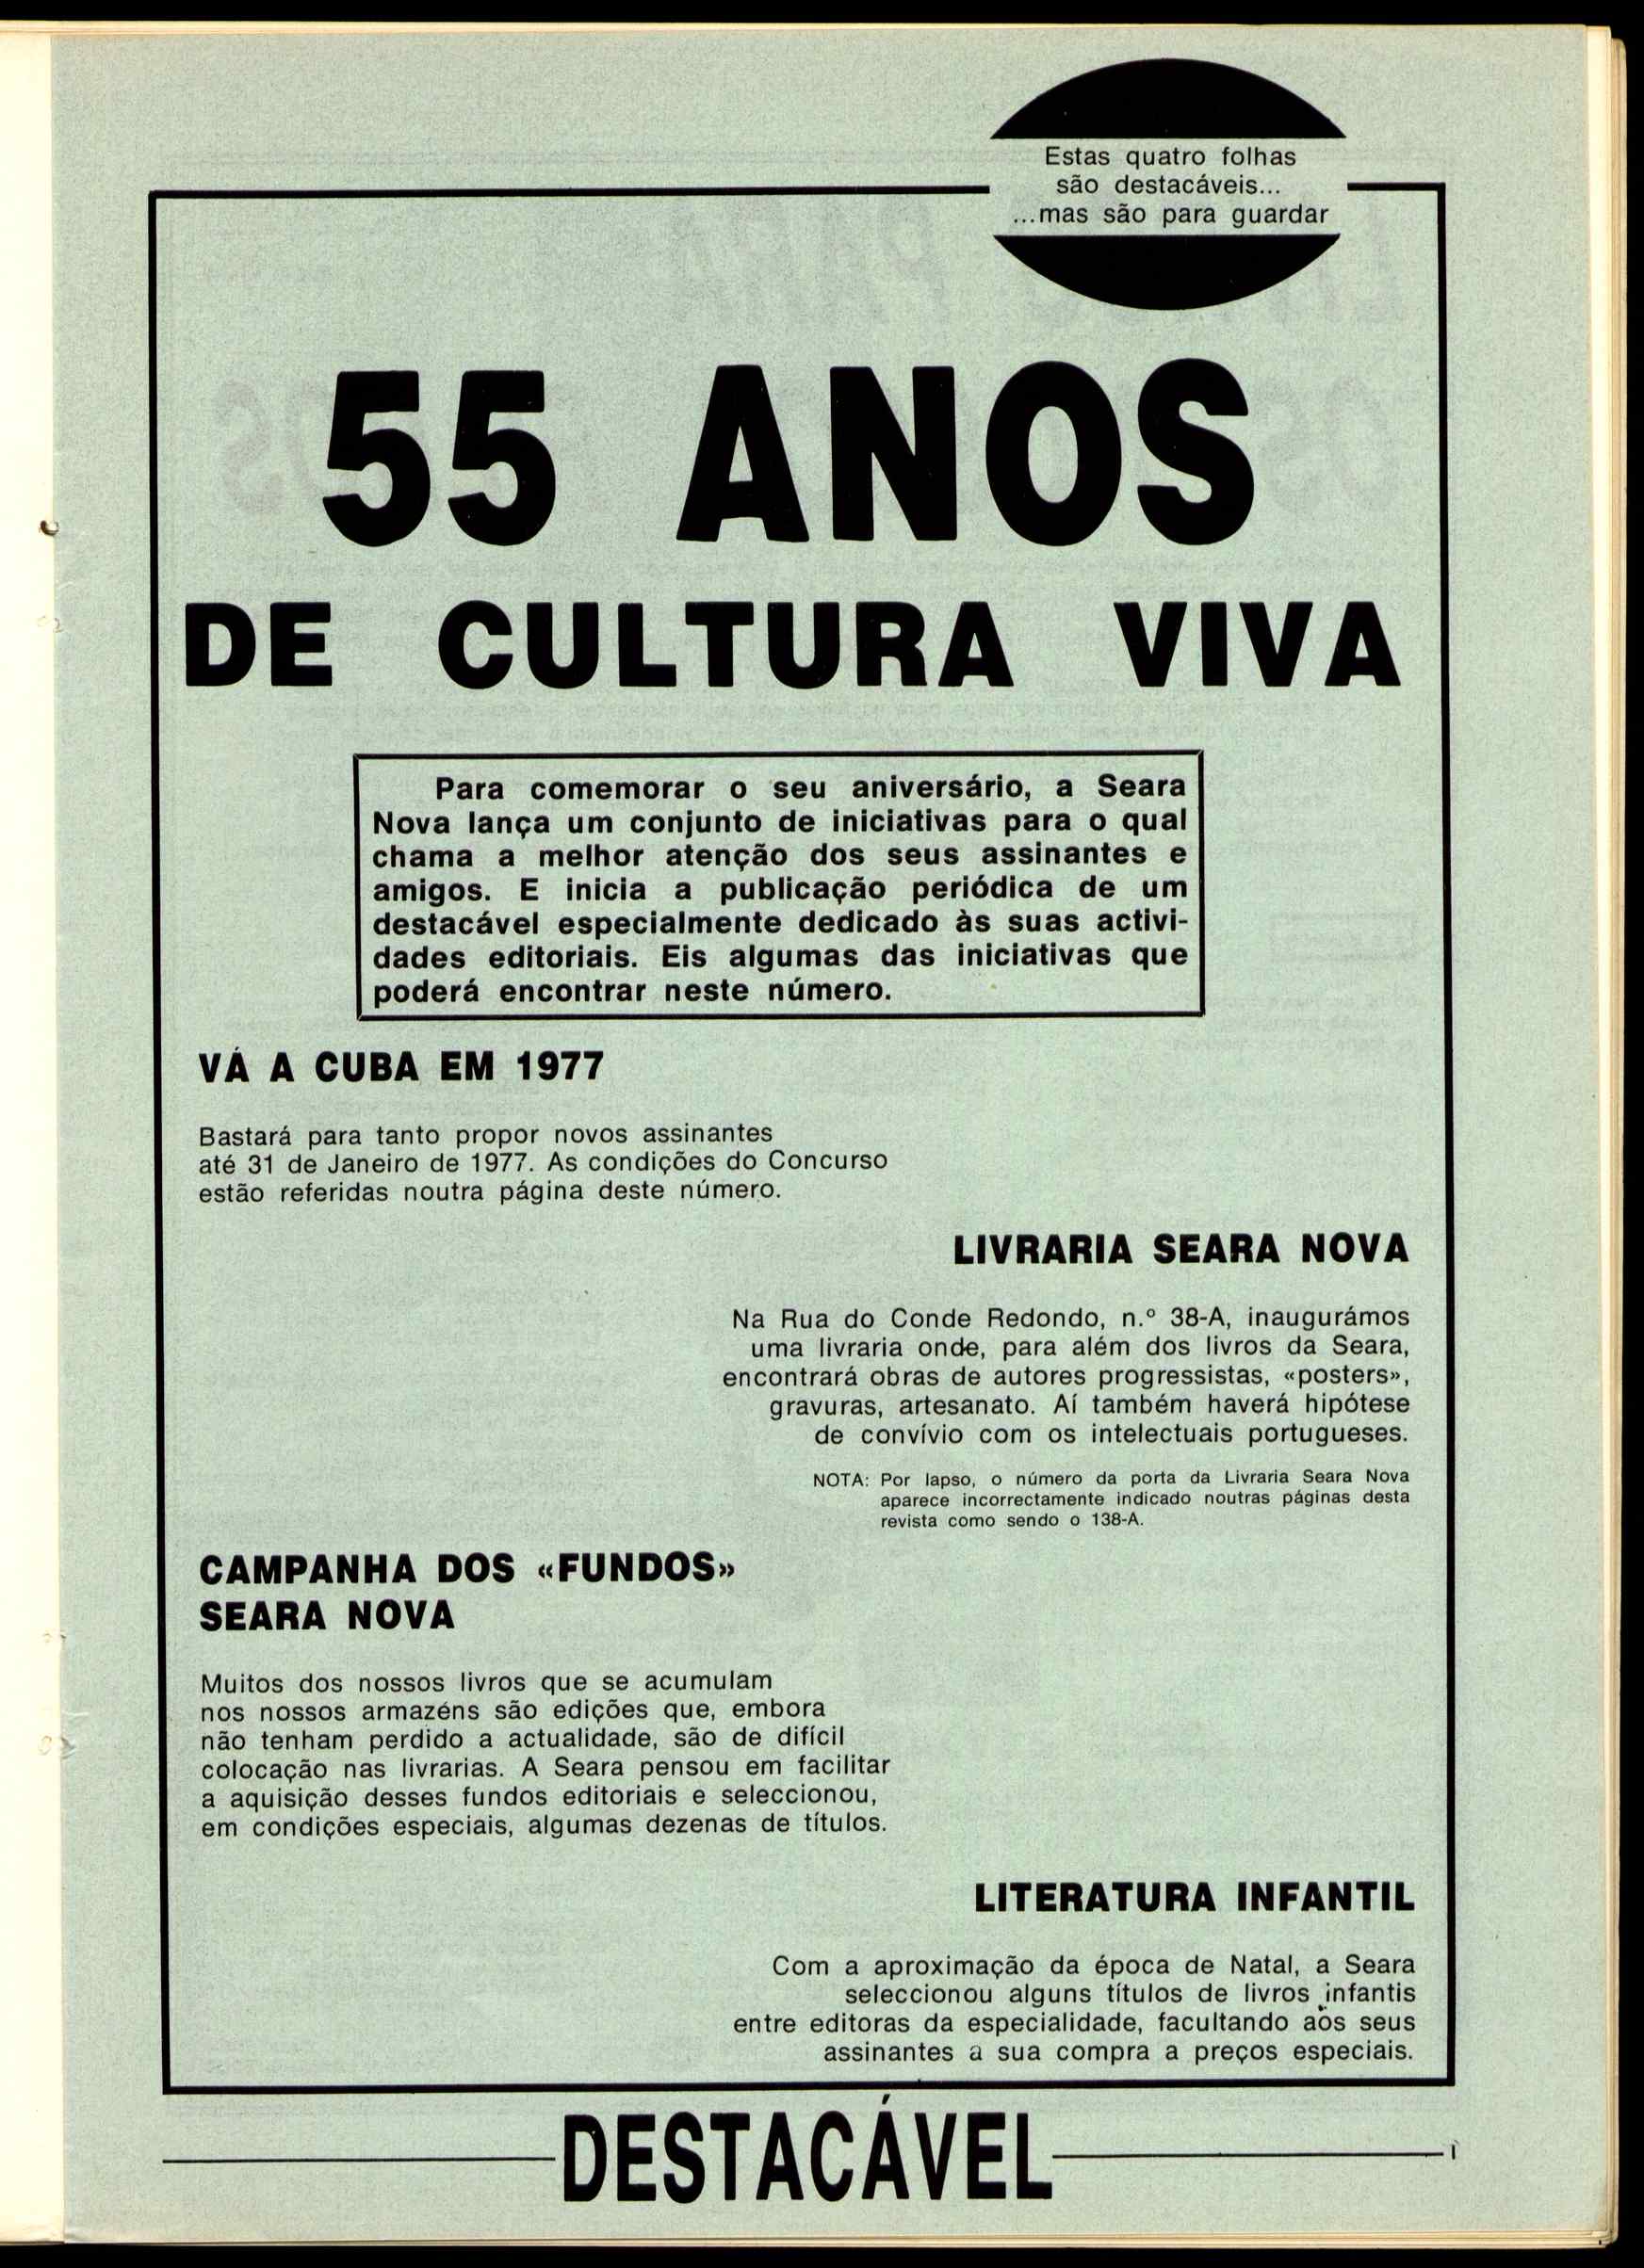 Estas quatro folhas
são destacáveis...
...mas são para guardar
55 ANOS
DE CULTURA VIVA
Para comemorar o seu aniversário, a Seara
Nova lança um conjunto de iniciativas para o qual
chama a melhor atenção dos seus assinantes e
amigos. E inicia a publicação periódica de um
destacável especialmente dedicado às suas activi-
dades editoriais. Eis algumas das iniciativas que
poderá encontrar neste número.
VÁ A CUBA EM 1977
Bastará para tanto propor novos assinantes
até 31 de Janeiro de 1977. As condições do Concurso
estão referidas noutra página deste número.
LIVRARIA SEARA NOVA
Na Rua do Conde Redondo, n.º 38-A, inaugurámos
uma livraria onde, para além dos livros da Seara,
encontrará obras de autores progressistas, «posters»,
gravuras, artesanato. Aí também haverá hipótese
de convívio com os intelectuais portugueses.
NOTA: Por lapso, o número da porta da Livraria Seara Nova
aparece incorrectamente indicado noutras páginas desta
revista como sendo o 138-A.
CAMPANHA DOS «FUNDOS»
SEARA NOVA
Muitos dos nossos livros que se acumulam
nos nossos armazéns são edições que, embora
não tenham perdido a actualidade, são de difícil
colocação nas livrarias. A Seara pensou em facilitar
a aquisição desses fundos editoriais e seleccionou,
em condições especiais, algumas dezenas de títulos.
LITERATURA INFANTIL
Com a aproximação da época de Natal, a Seara
seleccionou alguns títulos de livros infantis
entre editoras da especialidade, facultando aos seus
assinantes a sua compra a preços especiais.
DESTACÁVEL